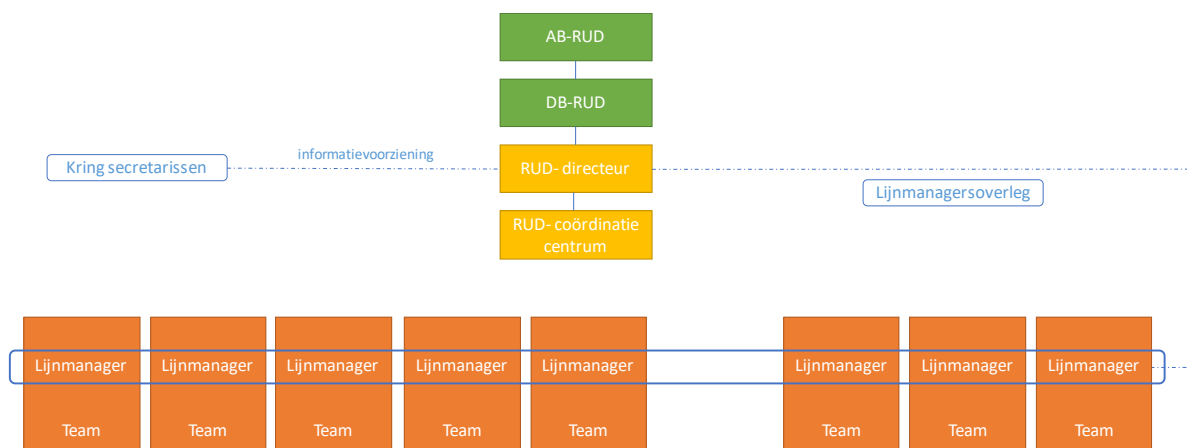 AB-RUD
DB-RUD
informatievoorziening
Kring secretarissen
RUD- directeur
Lijnmanagersoverleg
RUD- coördinatie
centrum
Lijnmanager Lijnmanager Lijnmanager Lijnmanager Lijnmanager Lijnmanager Lijnmanager Lijnmanager
Team Team Team Team Team Team Team Team